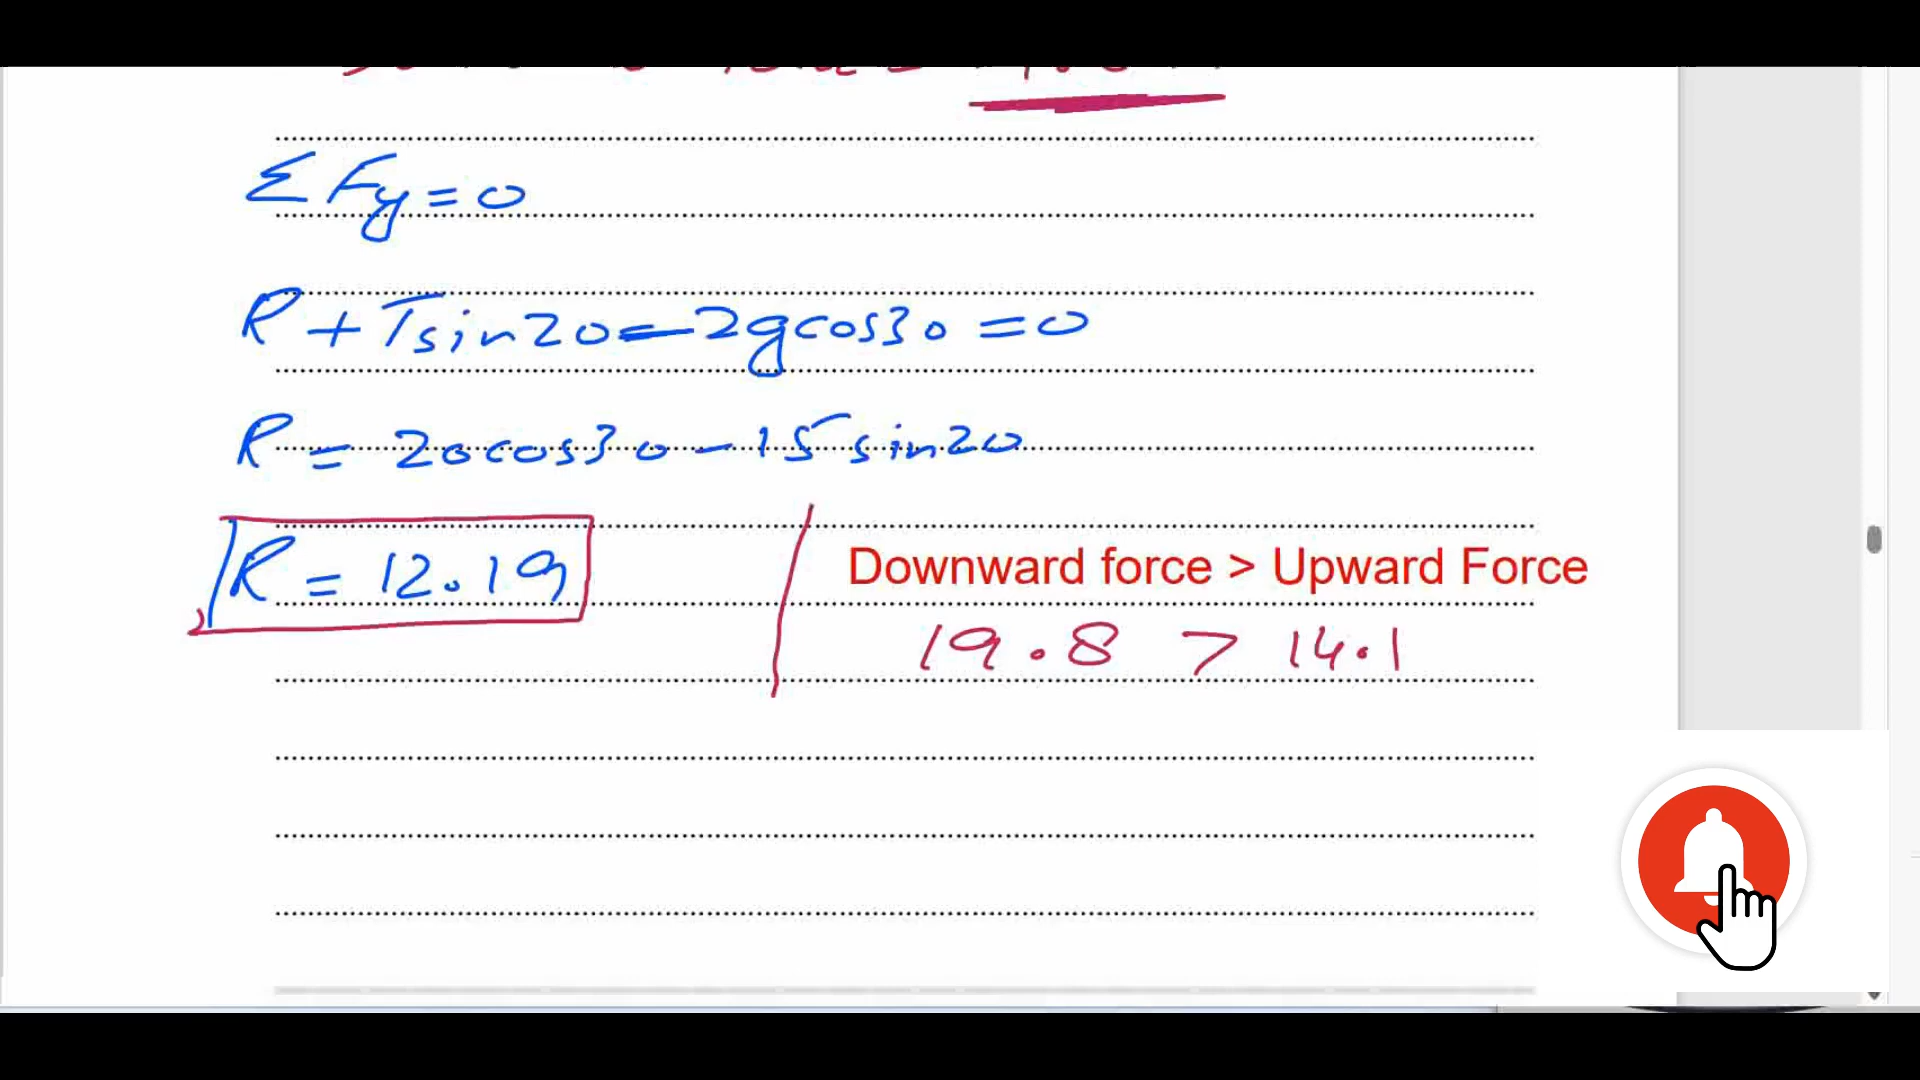 ΣFy = 0
R + Tsin20 - 2gcos30 = 0
R = 20cos30 - 15sin20
R = 12.19
Downward force > Upward Force
19.8 > 14.1